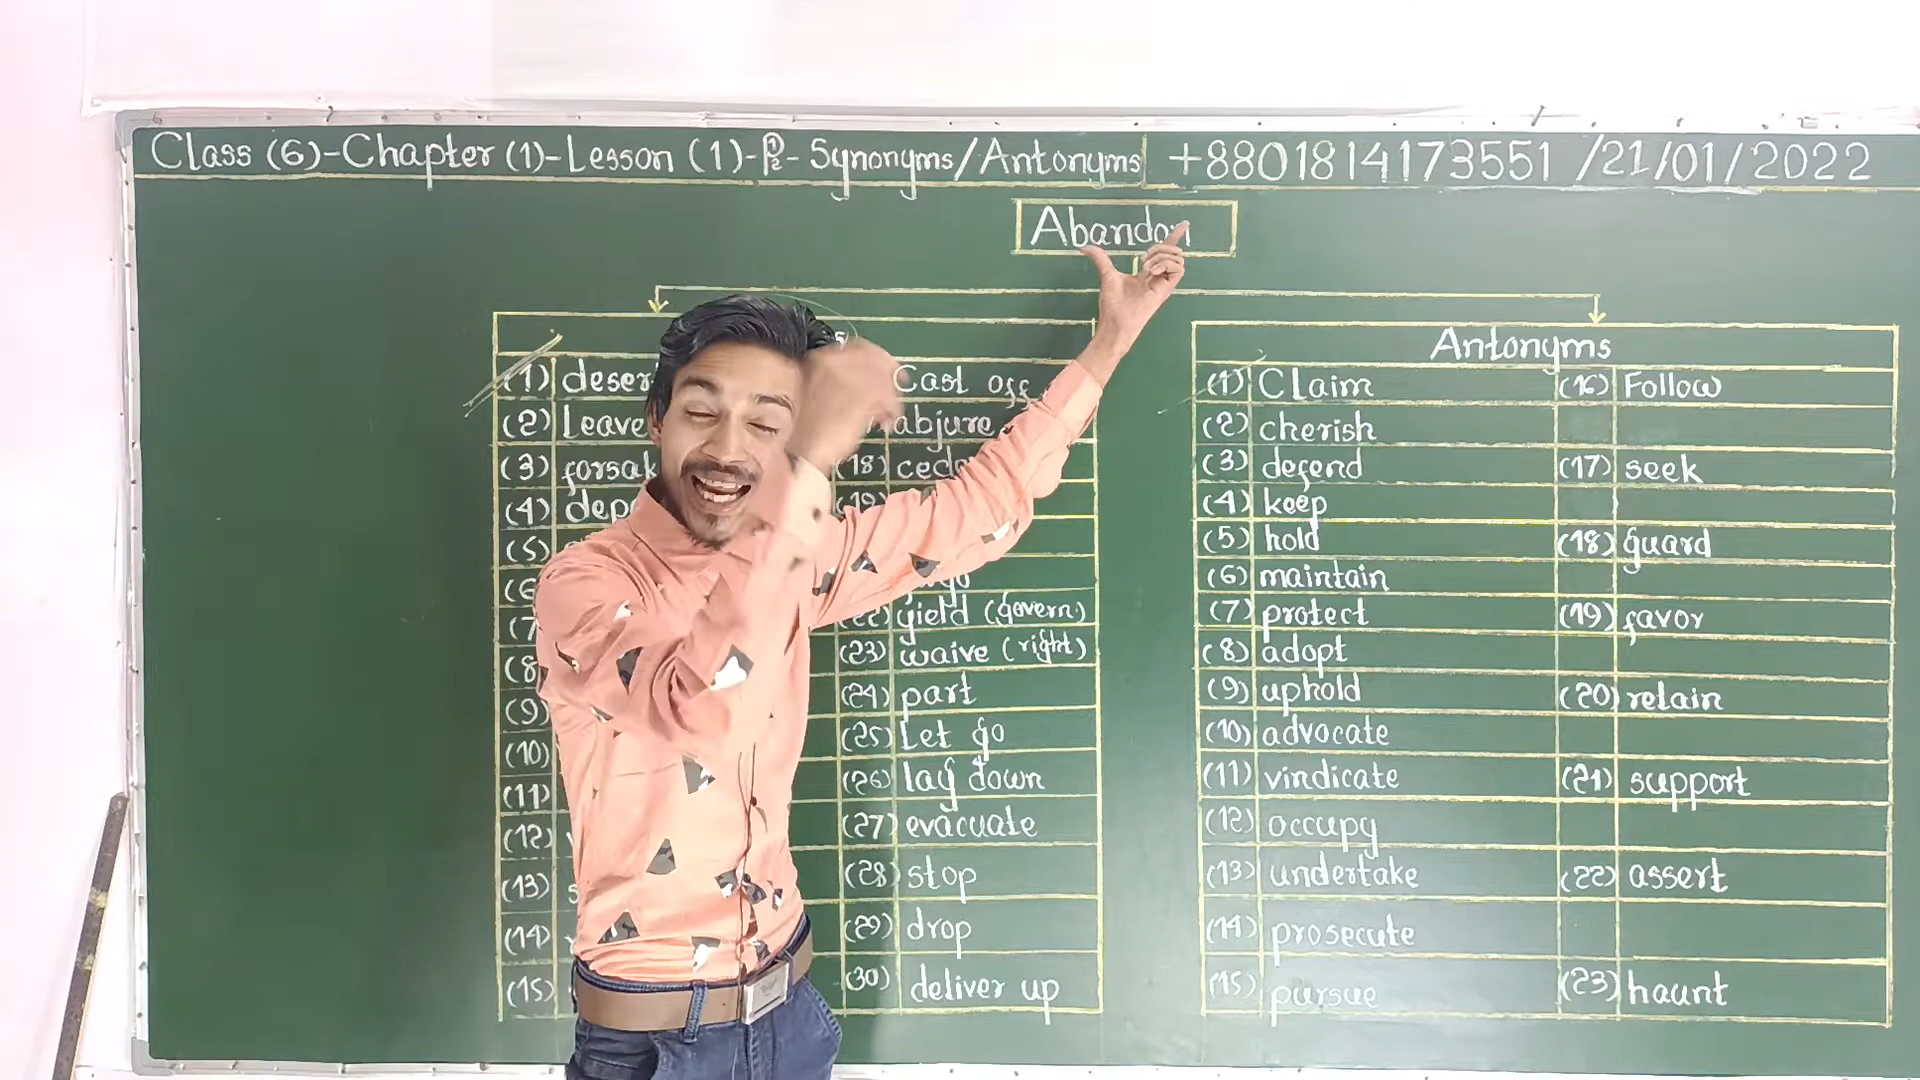 Class (6)-Chapter (1)-Lesson (1)-P1/2- Synonyms/Antonyms +8801814173551 /21/01/2022
Abandon
(1) deser Cast off
(2) Leave abjure
(3) forsak (18) cede
(4) dep (19)
(5)
(6
(7 (22) yield (govern)
(8 (23) waive (right)
(9) (24) part
(10) (25) Let go
(11) (26) lay down
(12) (27) evacuate
(13) s (28) stop
(14) (29) drop
(15) (30) deliver up
Antonyms
(1) Claim (16) Follow
(2) cherish
(3) defend (17) seek
(4) keep
(5) hold (18) guard
(6) maintain
(7) protect (19) favor
(8) adopt
(9) uphold (20) retain
(10) advocate
(11) vindicate (21) support
(12) occupy
(13) undertake (22) assert
(14) prosecute
(15) pursue (23) haunt